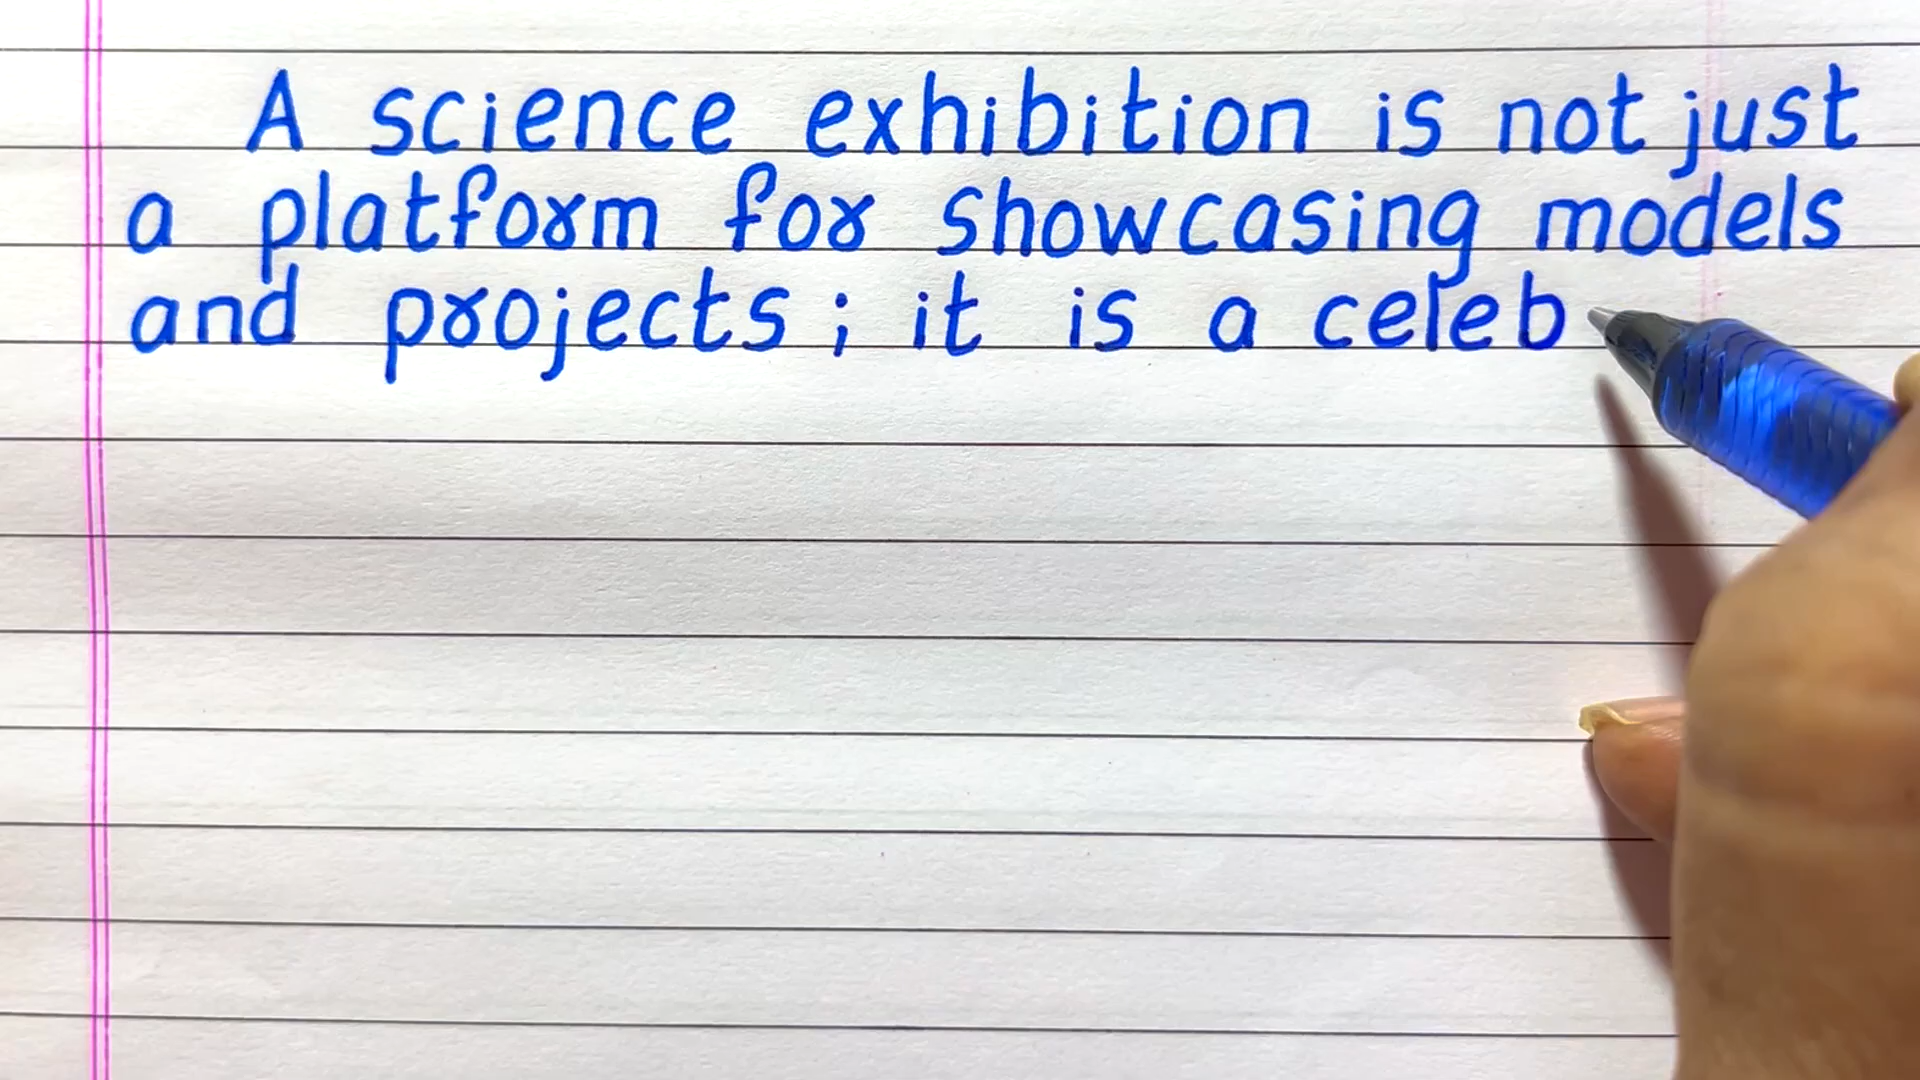 A science exhibition is not just
a platform for showcasing models
and projects; it is a celeb